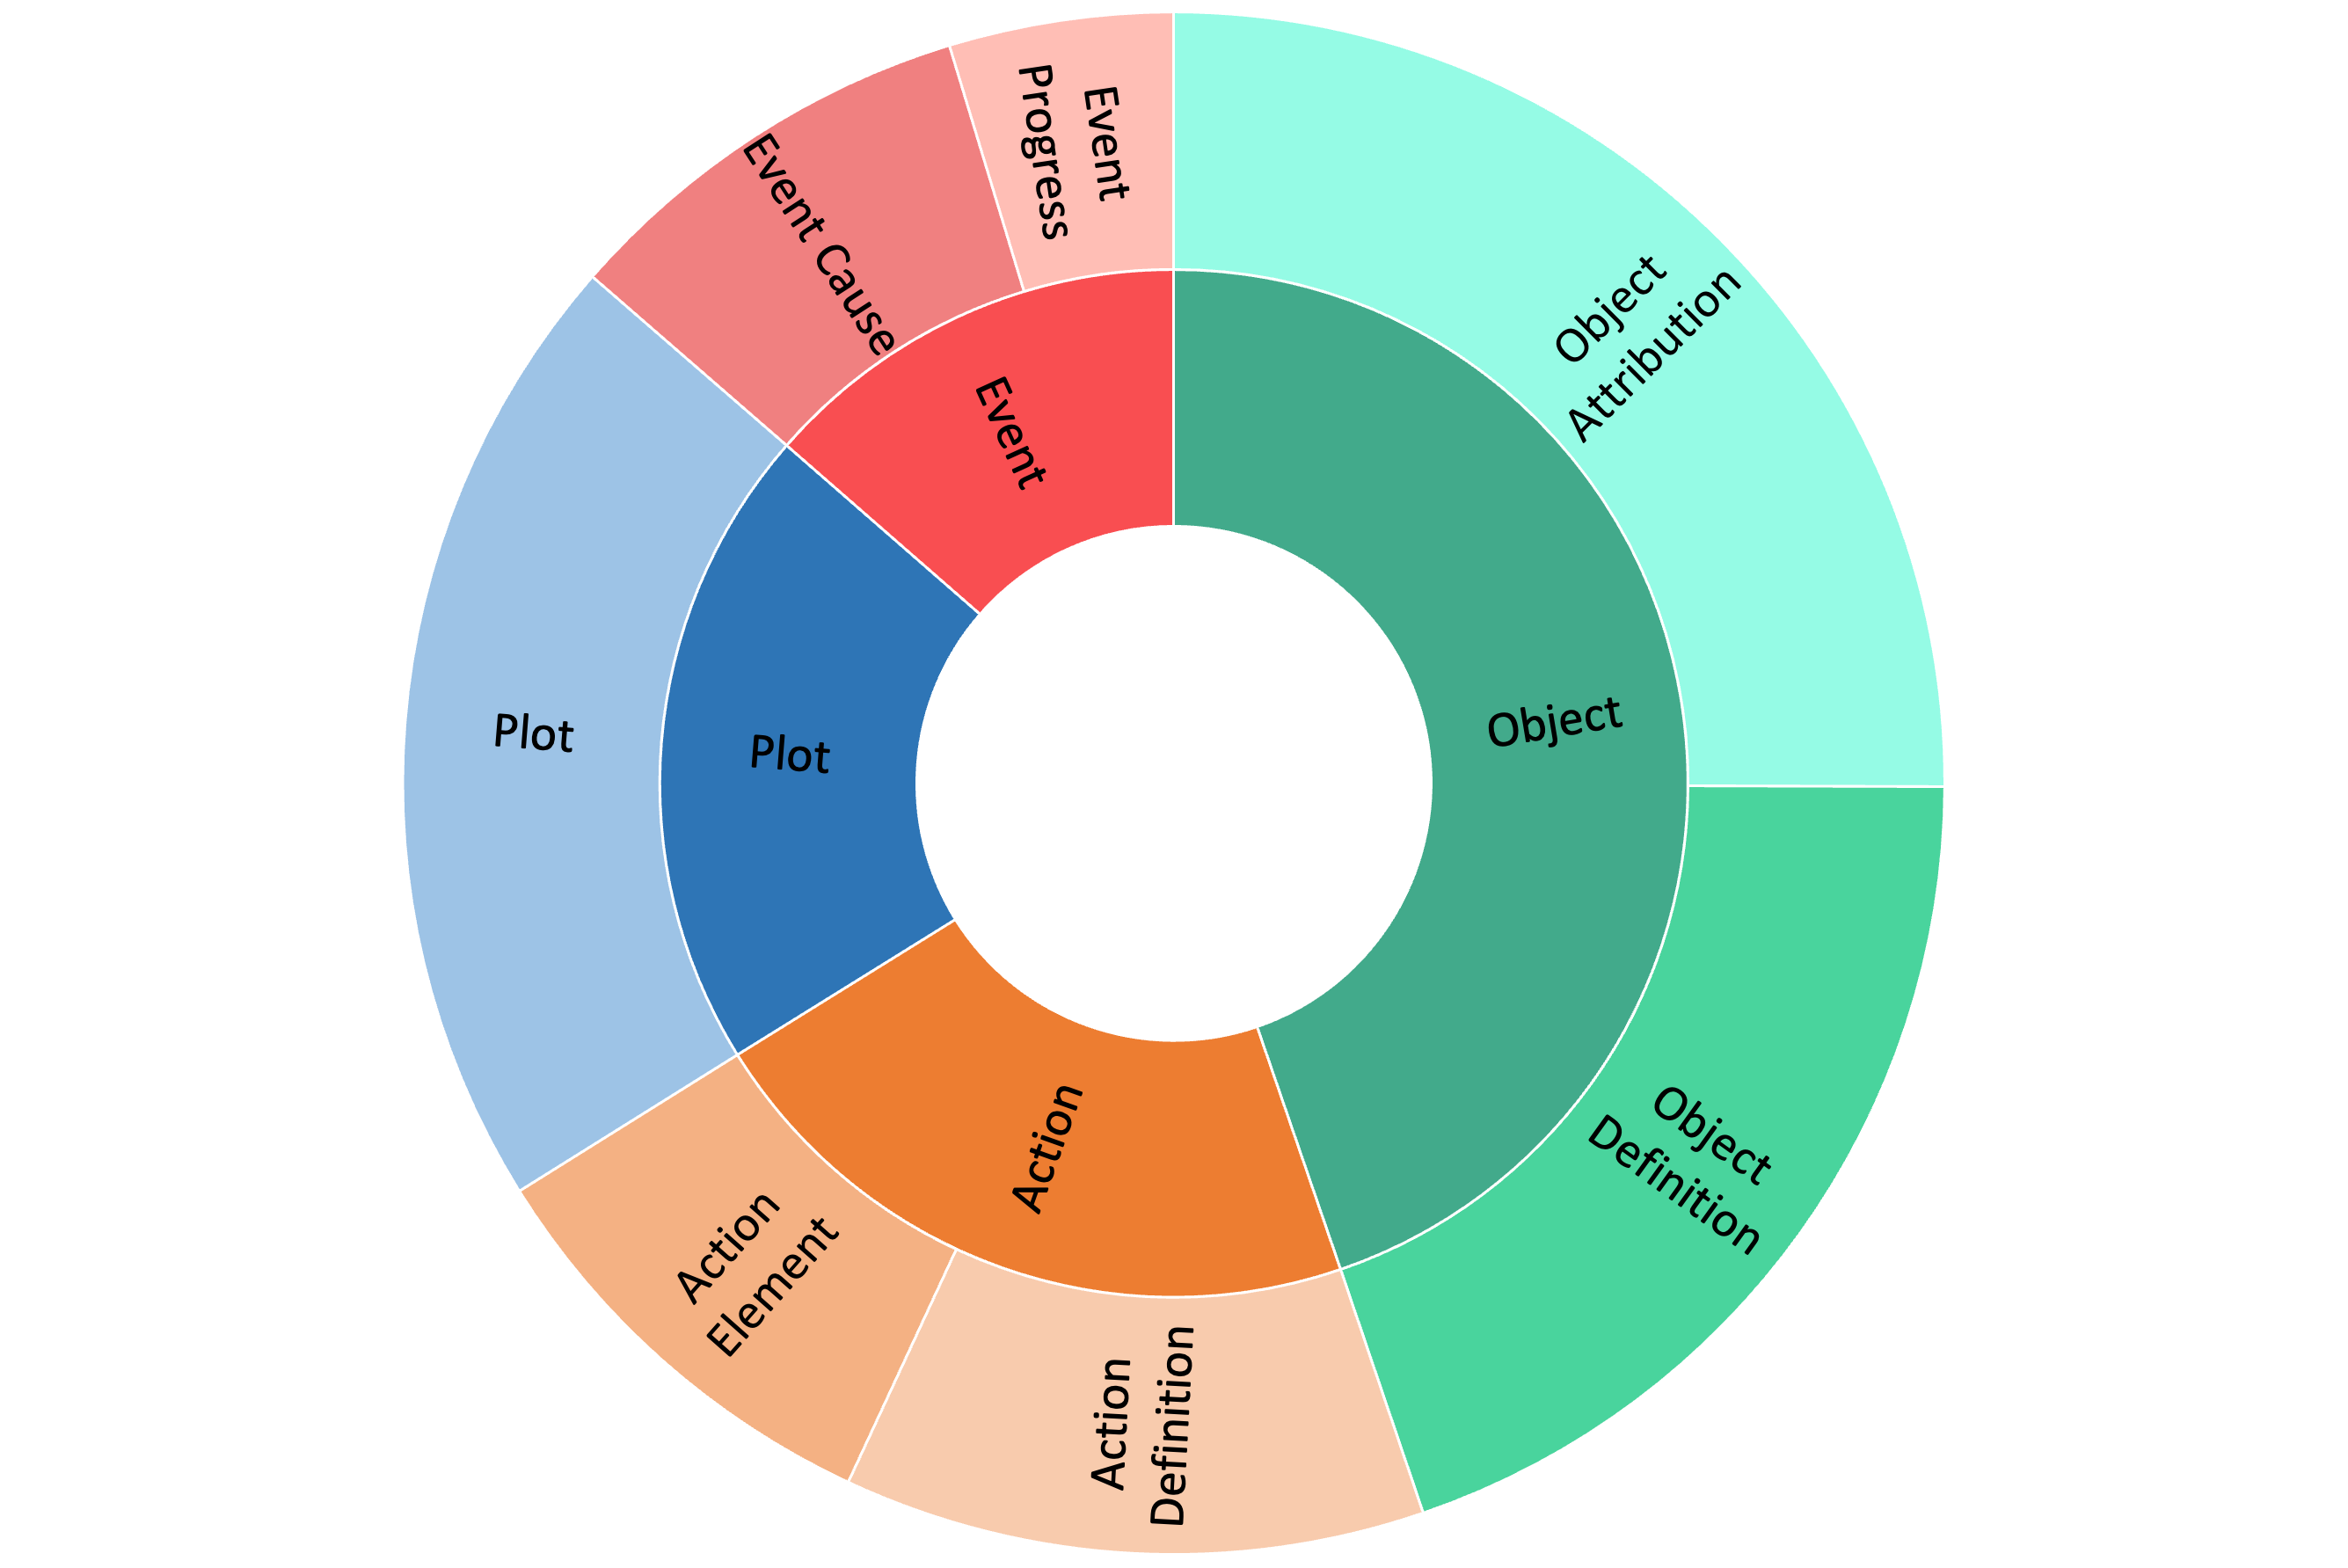 Event
Progress
Event Cause
Object
Attribution
Event
Plot
Plot
Object
Object
Definition
Action
Action
Element
Action
Definition